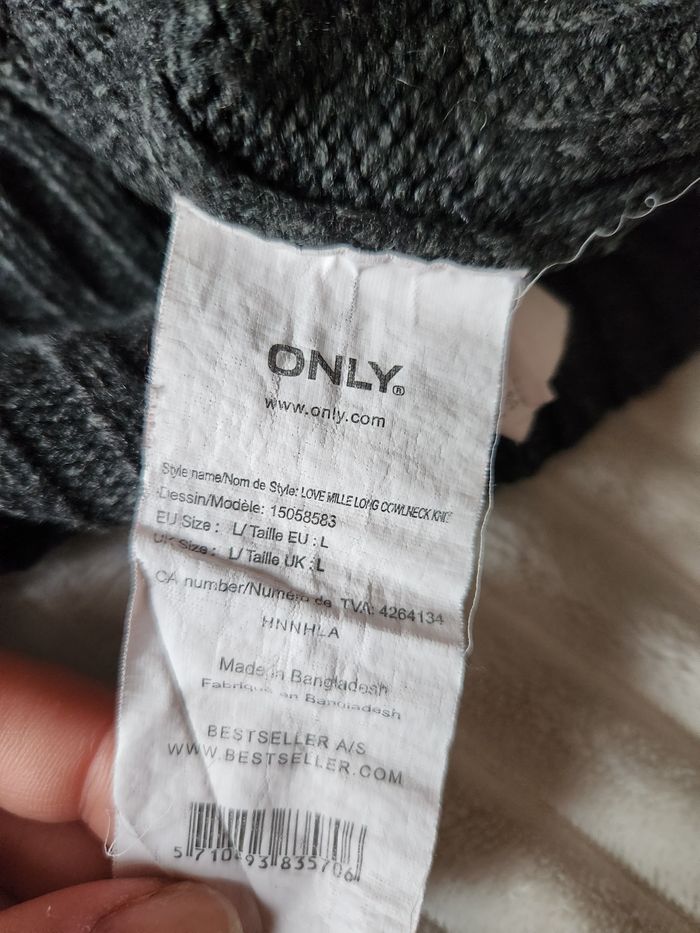 ONLY®
www.only.com
Style name/Nom de Style: LOVE MILLE LONG COWLNECK KNIT
Dessin/Modèle: 15058583
EU Size : L/ Taille EU : L
UK Size : L/ Taille UK : L
CA number/Numéro de TVA: 4264134
HNNHLA
Made in Bangladesh
Fabriqué en Bangladesh
BESTSELLER A/S
WWW.BESTSELLER.COM